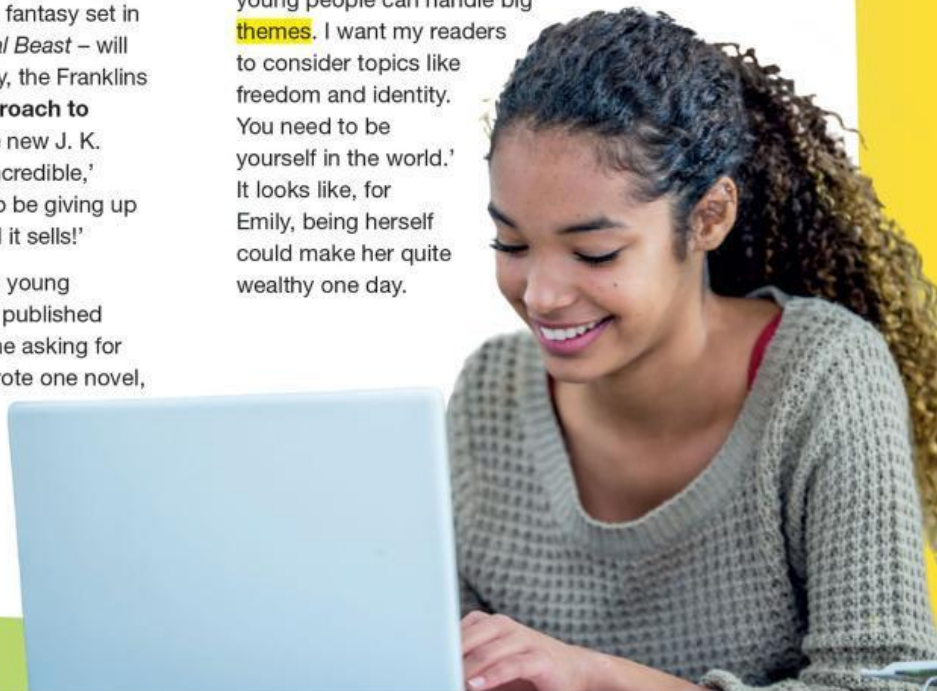 fantasy set in
l Beast – will
y, the Franklins
roach to
new J. K.
credible,’
o be giving up
l it sells!’
young
published
ne asking for
ote one novel,
young people can handle big
themes. I want my readers
to consider topics like
freedom and identity.
You need to be
yourself in the world.’
It looks like, for
Emily, being herself
could make her quite
wealthy one day.